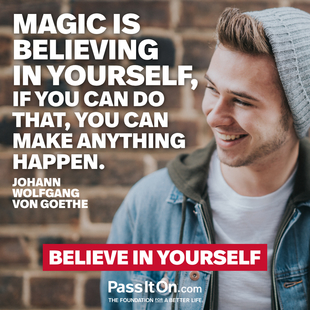 MAGIC IS
BELIEVING
IN YOURSELF,
IF YOU CAN DO
THAT, YOU CAN
MAKE ANYTHING
HAPPEN.
JOHANN
WOLFGANG
VON GOETHE
BELIEVE IN YOURSELF
PassItOn.com
THE FOUNDATION FOR A BETTER LIFE.